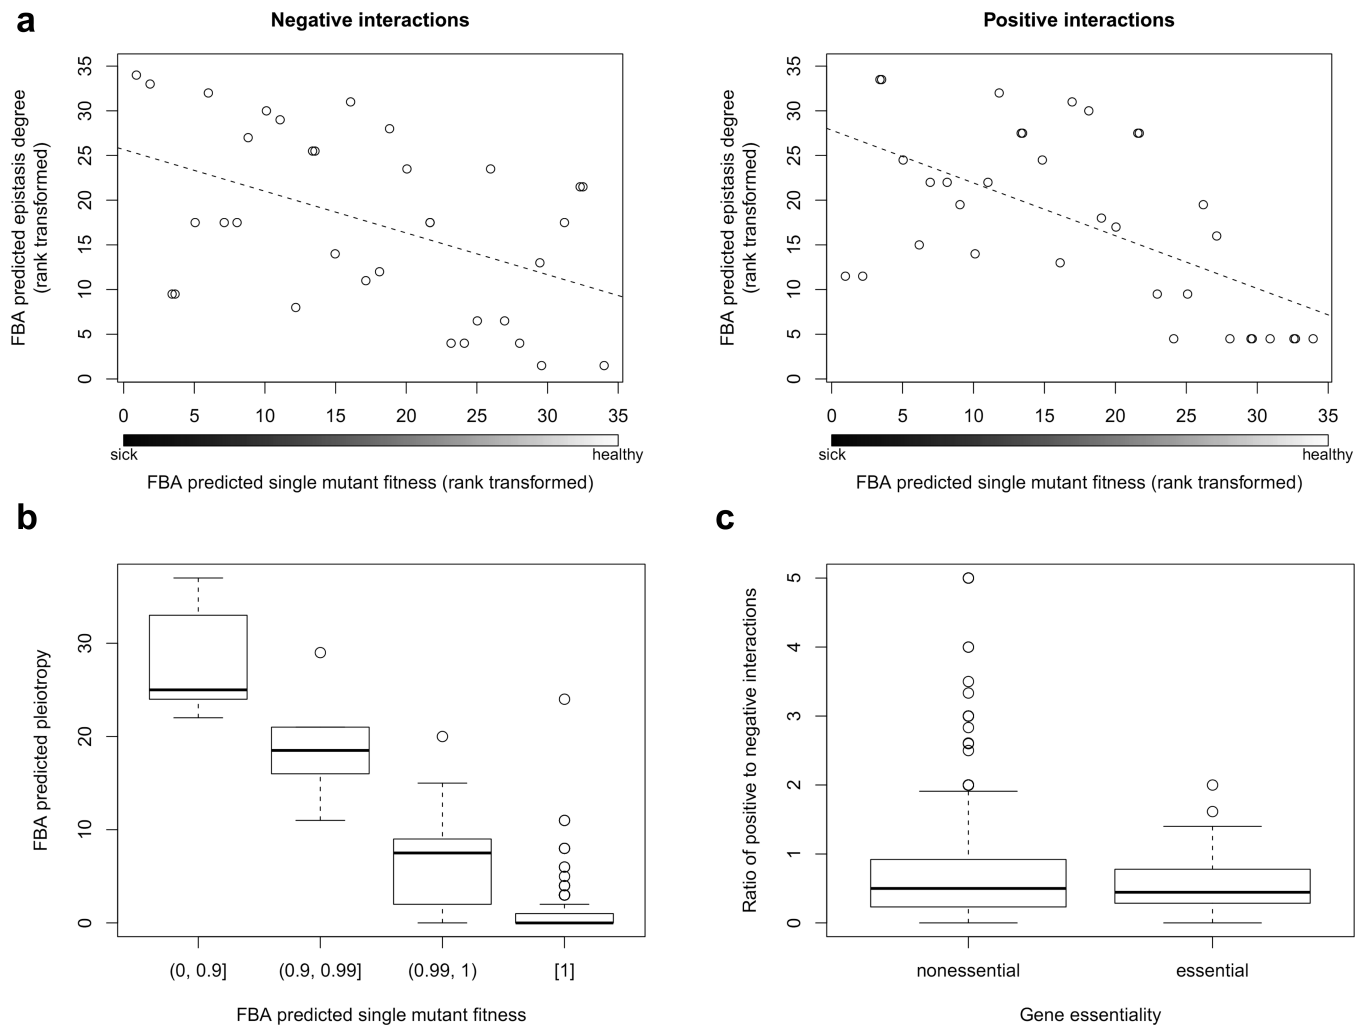 a
Negative interactions
Positive interactions
FBA predicted epistasis degree
(rank transformed)
35
30
25
20
15
10
5
0
0 5 10 15 20 25 30 35
sick healthy
FBA predicted single mutant fitness (rank transformed)
FBA predicted epistasis degree
(rank transformed)
35
30
25
20
15
10
5
0
0 5 10 15 20 25 30 35
sick healthy
FBA predicted single mutant fitness (rank transformed)
b
FBA predicted pleiotropy
30
20
10
0
(0, 0.9] (0.9, 0.99] (0.99, 1) [1]
FBA predicted single mutant fitness
c
Ratio of positive to negative interactions
5
4
3
2
1
0
nonessential essential
Gene essentiality